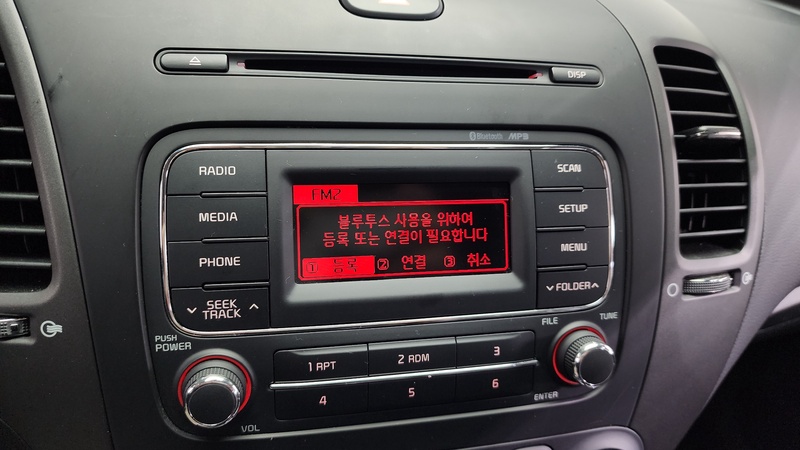 DISP
Bluetooth MP3
RADIO
MEDIA
PHONE
SEEK
TRACK
FM2
블루투스 사용을 위하여
등록 또는 연결이 필요합니다
1 등록 2 연결 3 취소
SCAN
SETUP
MENU
FOLDER
PUSH
POWER
VOL
1 RPT
2 RDM
3
4
5
6
FILE
TUNE
ENTER